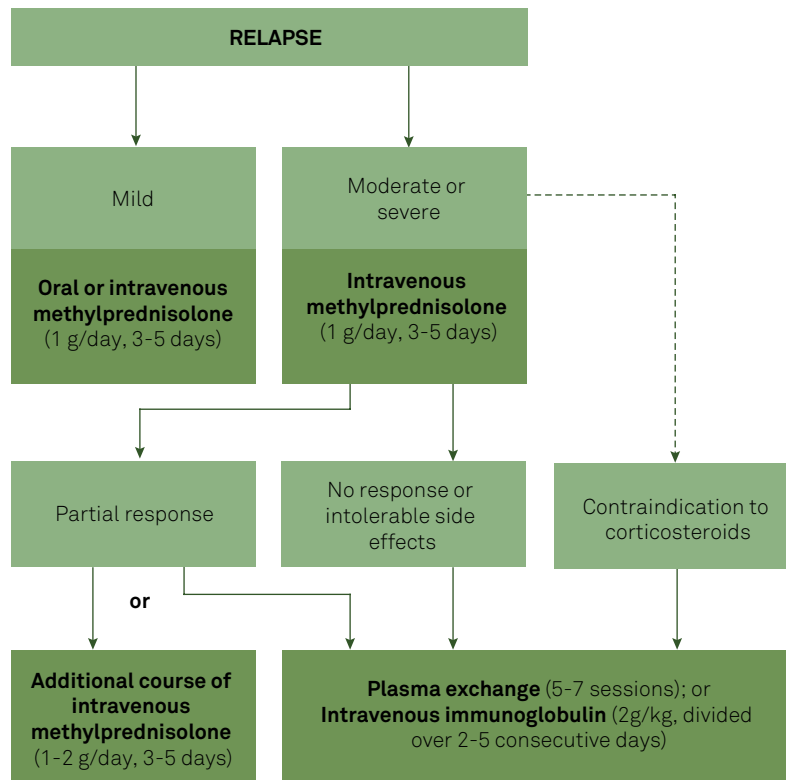 RELAPSE
Mild
Moderate or
severe
Oral or intravenous
methylprednisolone
(1 g/day, 3-5 days)
Intravenous
methylprednisolone
(1 g/day, 3-5 days)
Partial response
No response or
intolerable side
effects
Contraindication to
corticosteroids
or
Additional course of
intravenous
methylprednisolone
(1-2 g/day, 3-5 days)
Plasma exchange (5-7 sessions); or
Intravenous immunoglobulin (2g/kg, divided
over 2-5 consecutive days)